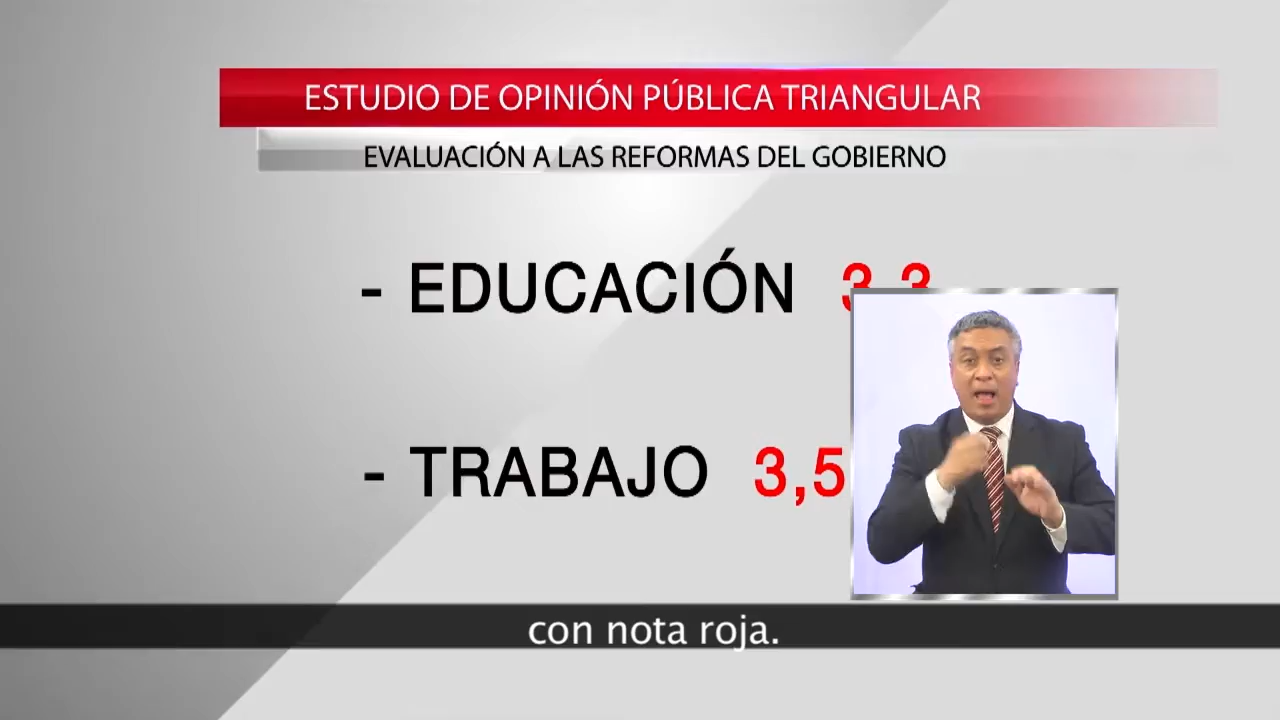 ESTUDIO DE OPINIÓN PÚBLICA TRIANGULAR
EVALUACIÓN A LAS REFORMAS DEL GOBIERNO
- EDUCACIÓN
- TRABAJO 3,5
con nota roja.